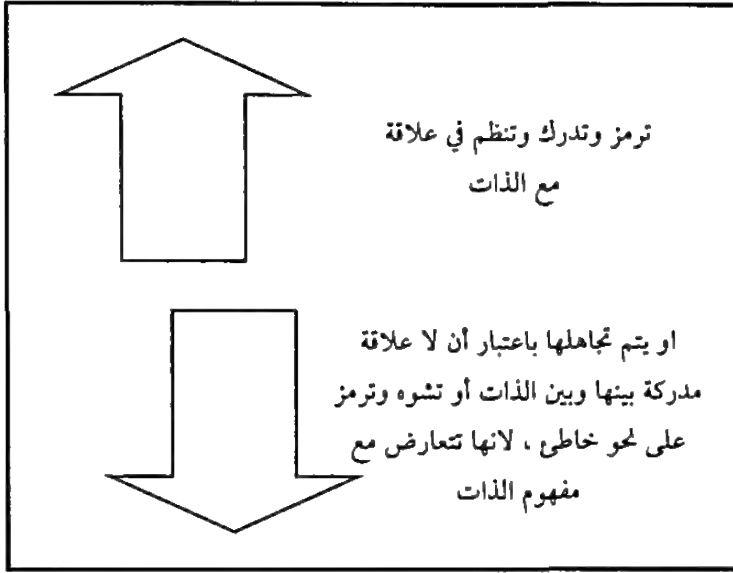 ترمز وتدرك وتنظم في علاقة
مع الذات
او يتم تجاهلها باعتبار أن لا علاقة
مدركة بينها وبين الذات أو تشوه وترمز
على نحو خاطئ ، لانها تتعارض مع
مفهوم الذات